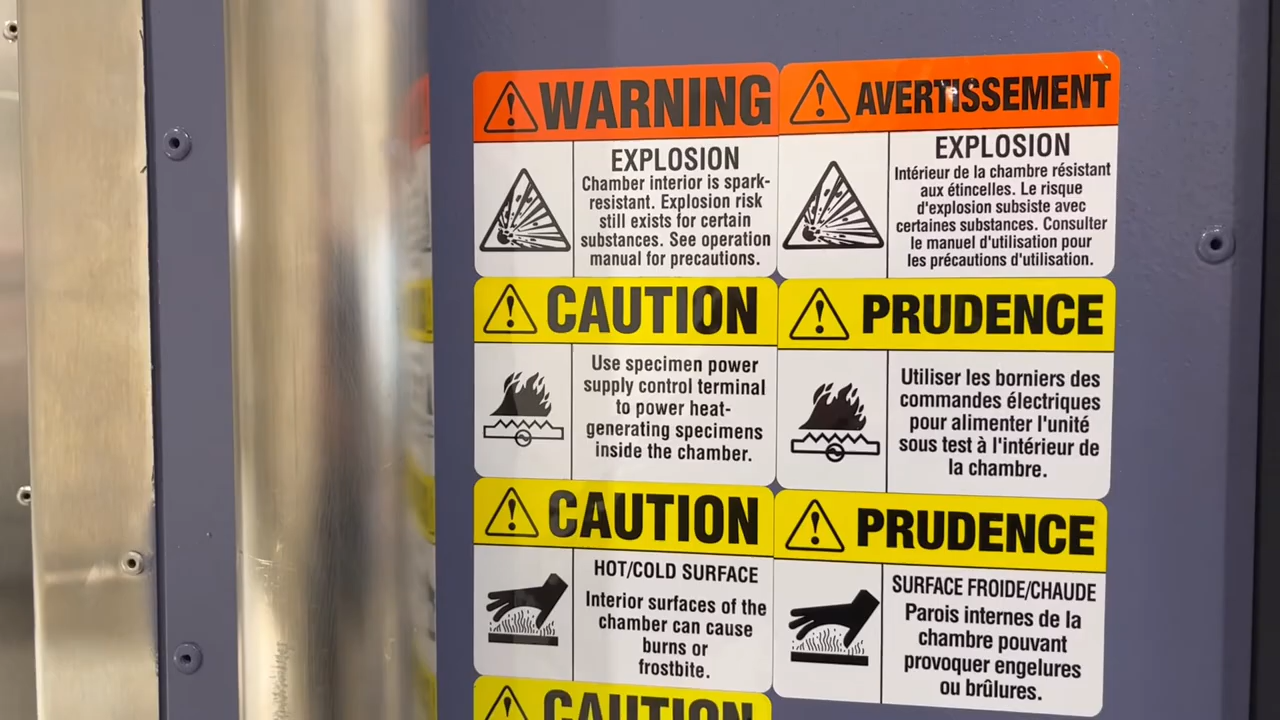 WARNING
EXPLOSION
Chamber interior is spark-
resistant. Explosion risk
still exists for certain
substances. See operation
manual for precautions.
AVERTISSEMENT
EXPLOSION
Intérieur de la chambre résistant
aux étincelles. Le risque
d'explosion subsiste avec
certaines substances. Consulter
le manuel d'utilisation pour
les précautions d'utilisation.
CAUTION
Use specimen power
supply control terminal
to power heat-
generating specimens
inside the chamber.
PRUDENCE
Utiliser les borniers des
commandes électriques
pour alimenter l'unité
sous test à l'intérieur de
la chambre.
CAUTION
HOT/COLD SURFACE
Interior surfaces of the
chamber can cause
burns or
frostbite.
PRUDENCE
SURFACE FROIDE/CHAUDE
Parois internes de la
chambre pouvant
provoquer engelures
ou brûlures.
CAUTION